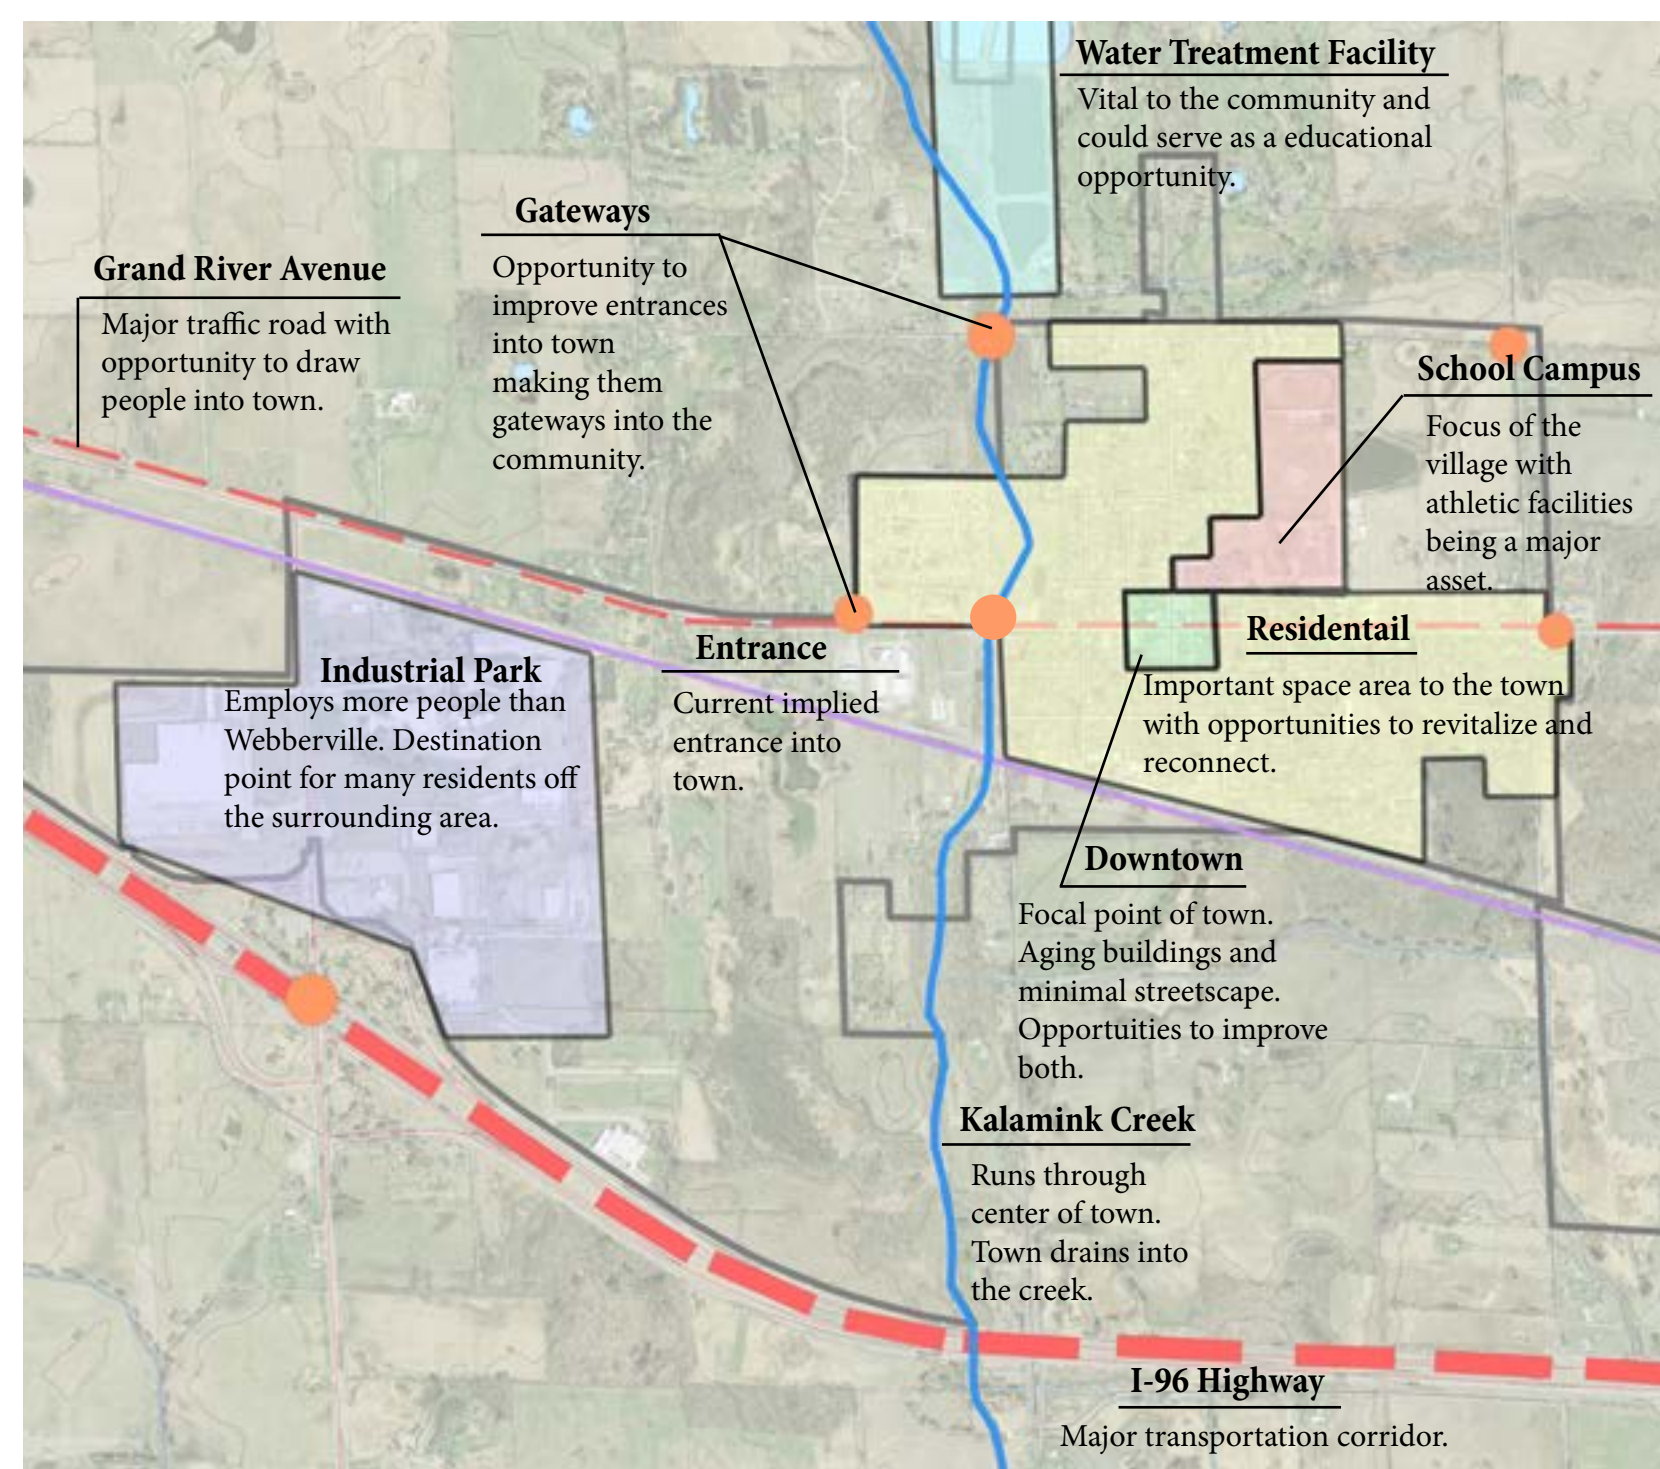 Water Treatment Facility
Vital to the community and
could serve as a educational
opportunity.
Gateways
Opportunity to
improve entrances
into town
making them
gateways into the
community.
Grand River Avenue
Major traffic road with
opportunity to draw
people into town.
School Campus
Focus of the
village with
athletic facilities
being a major
asset.
Entrance
Current implied
entrance into
town.
Residentail
Important space area to the town
with opportunities to revitalize and
reconnect.
Industrial Park
Employs more people than
Webberville. Destination
point for many residents off
the surrounding area.
Downtown
Focal point of town.
Aging buildings and
minimal streetscape.
Opportuities to improve
both.
Kalamink Creek
Runs through
center of town.
Town drains into
the creek.
I-96 Highway
Major transportation corridor.